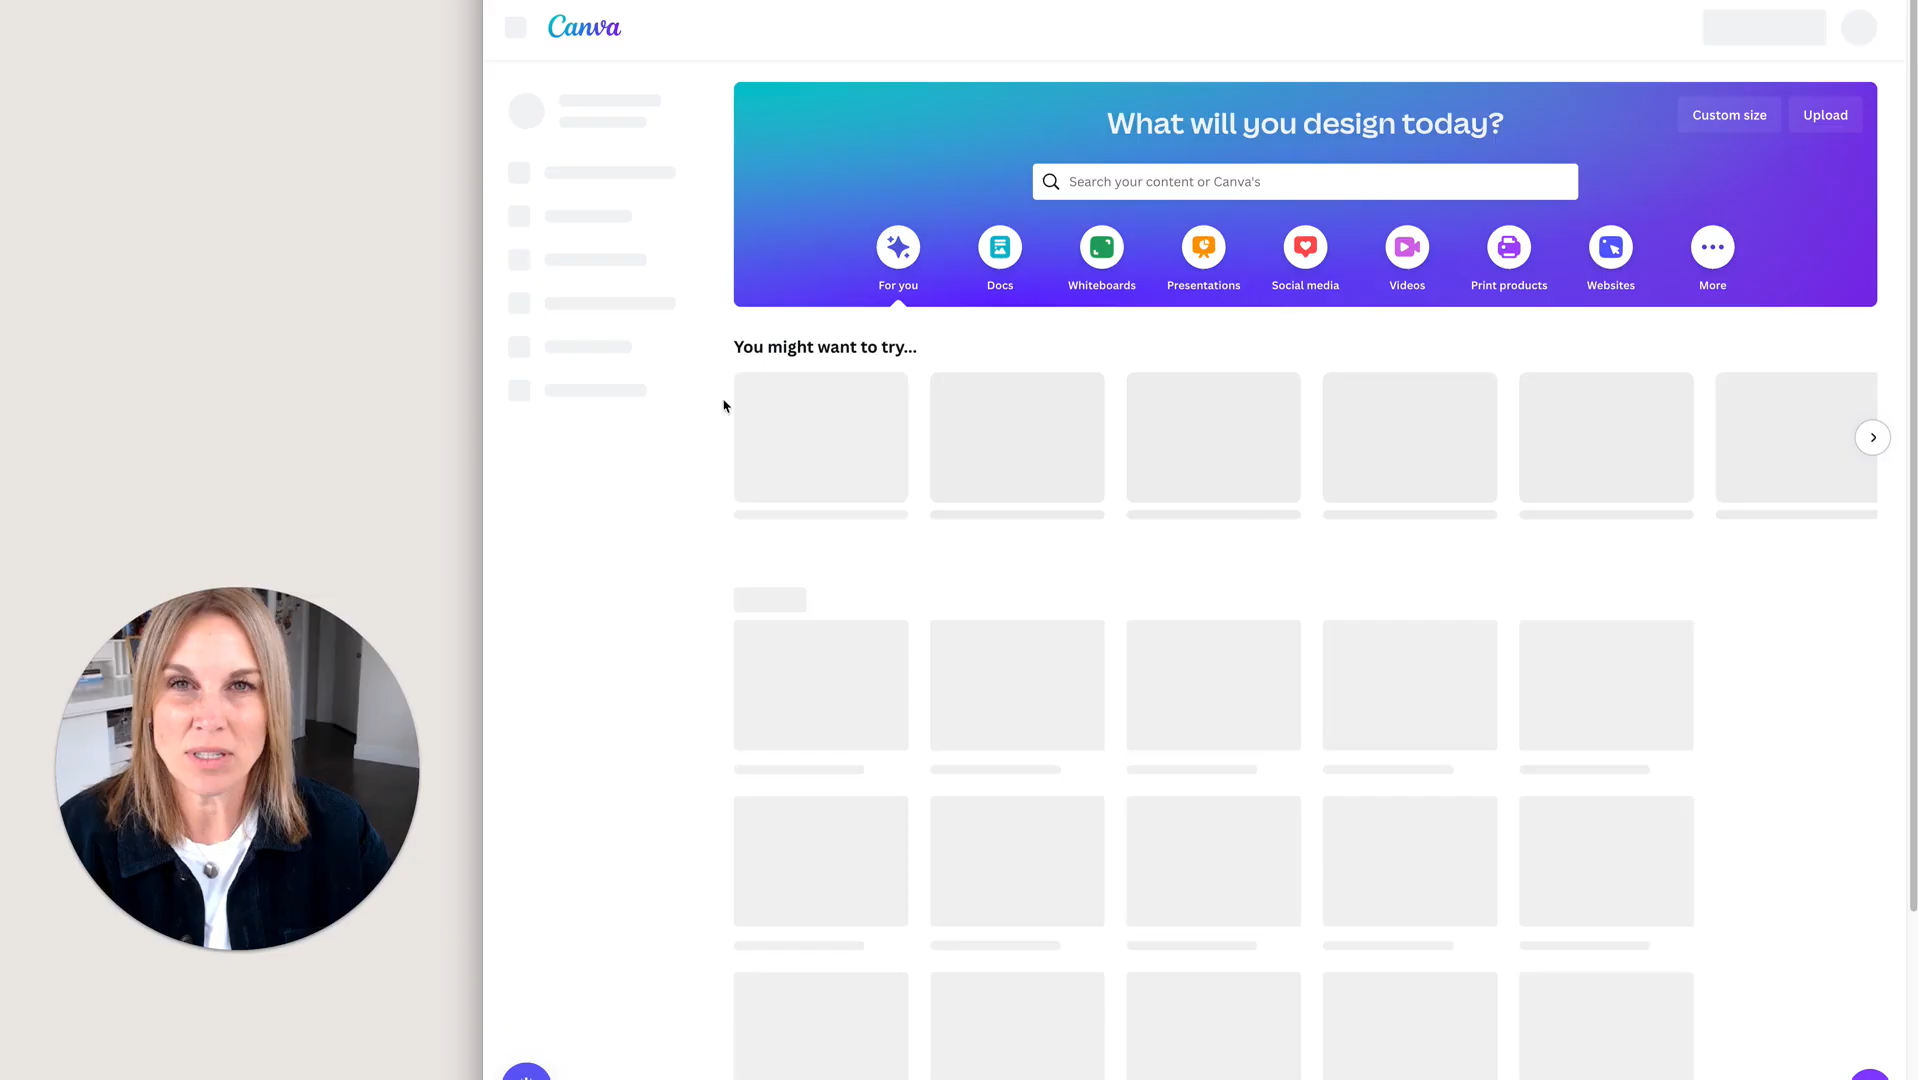 Canva
What will you design today?
Custom size
Upload
Search your content or Canva's
For you
Docs
Whiteboards
Presentations
Social media
Videos
Print products
Websites
More
You might want to try...